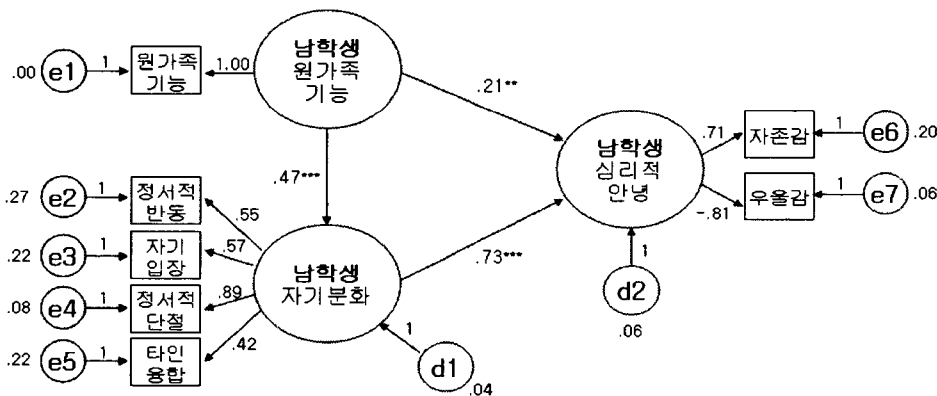 .00 e1 1 원가족
기능 1.00 남학생
원가족
기능
.21**
.47***
.27 e2 1 정서적
반동 .55
.22 e3 1 자기
입장 .57
.08 e4 1 정서적
단절 .89
.22 e5 1 타인
융합 .42
남학생
자기분화
.73***
1
d1 .04
남학생
심리적
안녕
1
d2
.06
.71 자존감 1 e6 .20
-.81 우울감 1 e7 .06